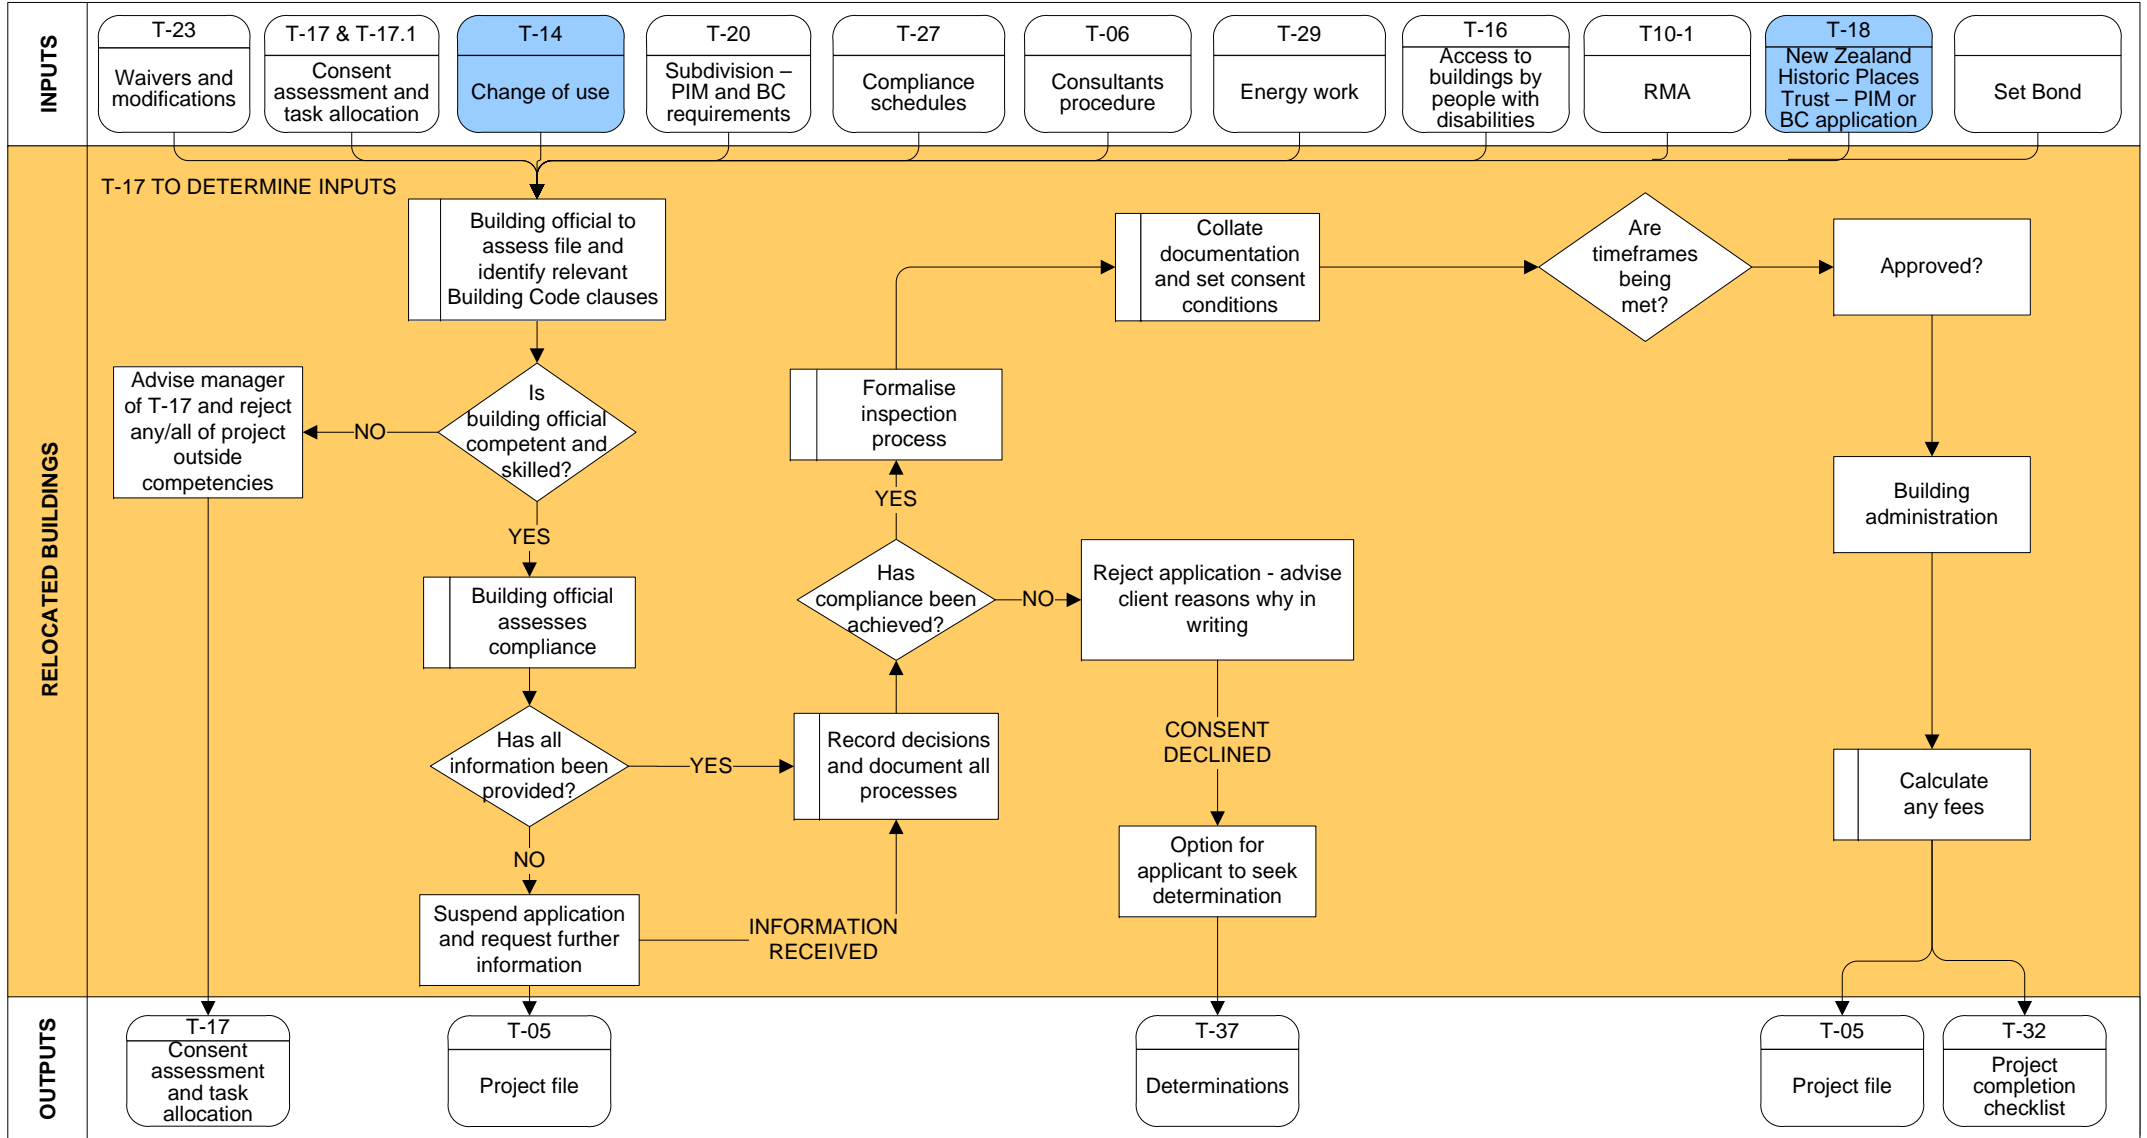 INPUTS
T-23
Waivers and
modifications
T-17 & T-17.1
Consent
assessment and
task allocation
T-14
Change of use
T-20
Subdivision –
PIM and BC
requirements
T-27
Compliance
schedules
T-06
Consultants
procedure
T-29
Energy work
T-16
Access to
buildings by
people with
disabilities
T10-1
RMA
T-18
New Zealand
Historic Places
Trust – PIM or
BC application
Set Bond
RELOCATED BUILDINGS
T-17 TO DETERMINE INPUTS
Building official to
assess file and
identify relevant
Building Code clauses
Is
building official
competent and
skilled?
NO
Advise manager
of T-17 and reject
any/all of project
outside
competencies
YES
Building official
assesses
compliance
Has all
information been
provided?
YES
NO
Suspend application
and request further
information
INFORMATION
RECEIVED
Record decisions
and document all
processes
Has
compliance been
achieved?
NO
YES
Reject application - advise
client reasons why in
writing
CONSENT
DECLINED
Option for
applicant to seek
determination
Formalise
inspection
process
Collate
documentation
and set consent
conditions
Are
timeframes
being
met?
Approved?
Building
administration
Calculate
any fees
OUTPUTS
T-17
Consent
assessment
and task
allocation
T-05
Project file
T-37
Determinations
T-05
Project file
T-32
Project
completion
checklist